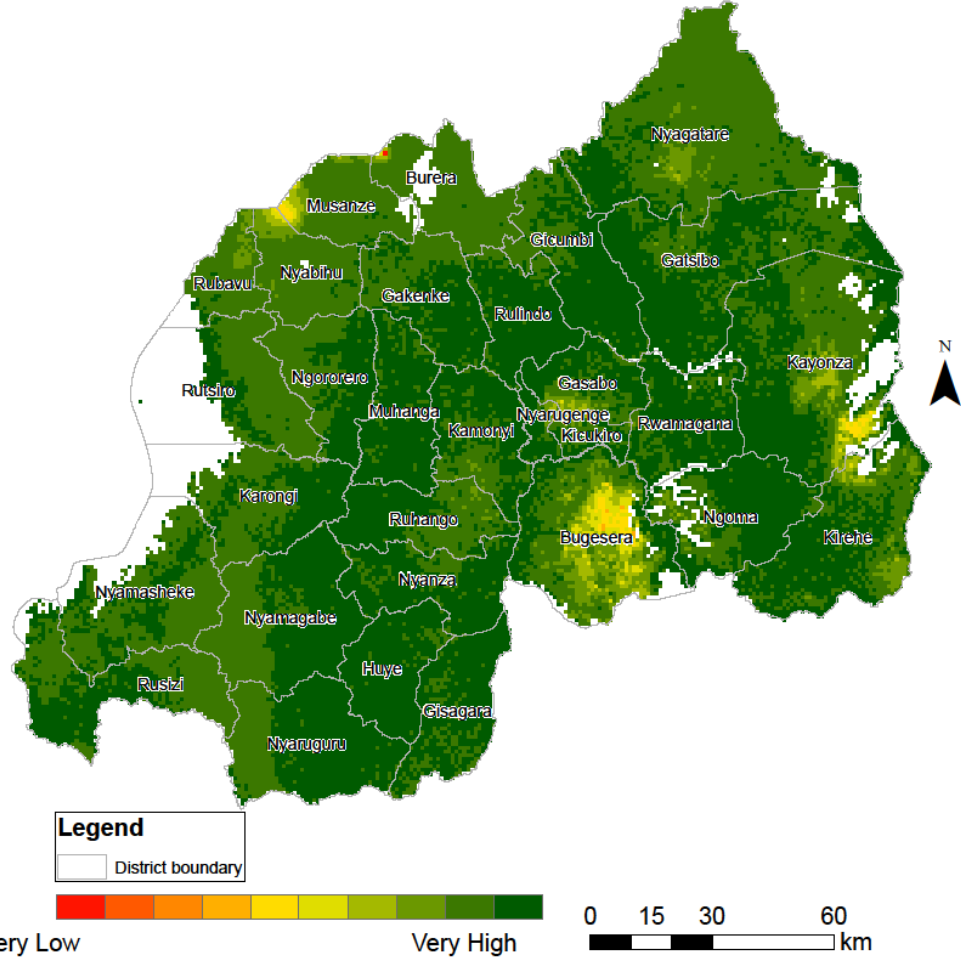 Nyagatare
Burera
Musanze
Gicumbi
Gatsibo
Nyabihu
Rubavu
Gakenke
Rulindo
N
Kayonza
Ngororero
Gasabo
Rutsiro
Muhanga
Nyarugenge
Rwamagana
Kamonyi
Kicukiro
Karongi
Ruhango
Ngoma
Bugesera
Kirehe
Nyanza
Nyamasheke
Nyamagabe
Huye
Rusizi
Gisagara
Nyaruguru
Legend
District boundary
ery Low
Very High
0 15 30 60
km